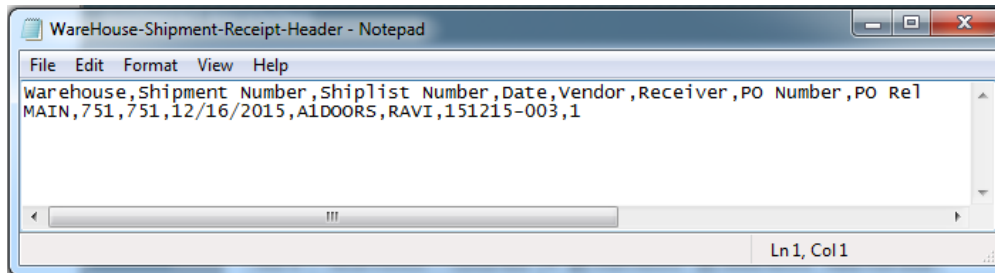 WareHouse-Shipment-Receipt-Header - Notepad
File Edit Format View Help
Warehouse,Shipment Number,Shiplist Number,Date,Vendor,Receiver,PO Number,PO Rel
MAIN,751,751,12/16/2015,A1DOORS,RAVI,151215-003,1
Ln 1, Col 1